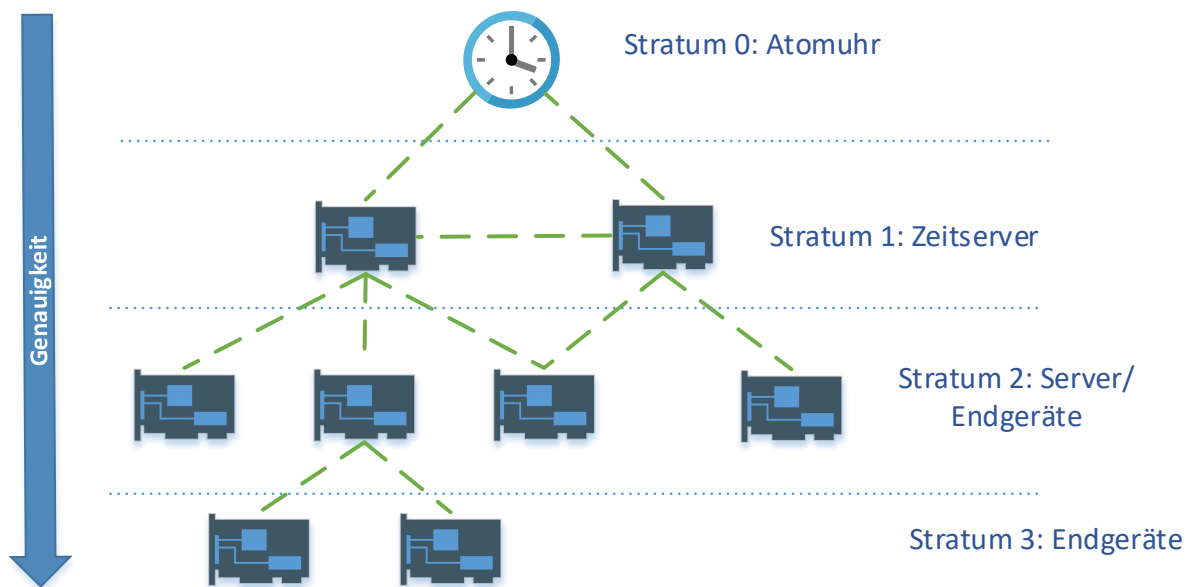 Stratum 0: Atomuhr
Genauigkeit
Stratum 1: Zeitserver
Stratum 2: Server/
Endgeräte
Stratum 3: Endgeräte